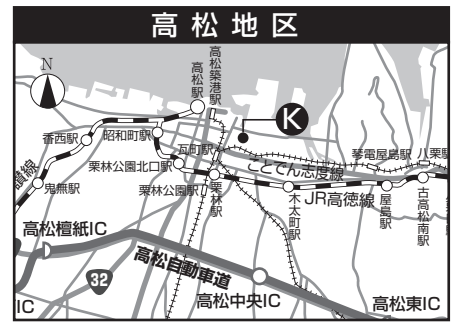 高松地区
N
高松築港駅
高松駅
K
香西駅
昭和町駅
瓦町駅
栗林公園北口駅
ことでん志度線
琴電屋島駅
八栗駅
讃線
鬼無駅
栗林公園駅
栗林駅
木太町駅
JR高徳線
屋島駅
古高松南駅
高松檀紙IC
高松自動車道
32
IC
高松中央IC
高松東IC